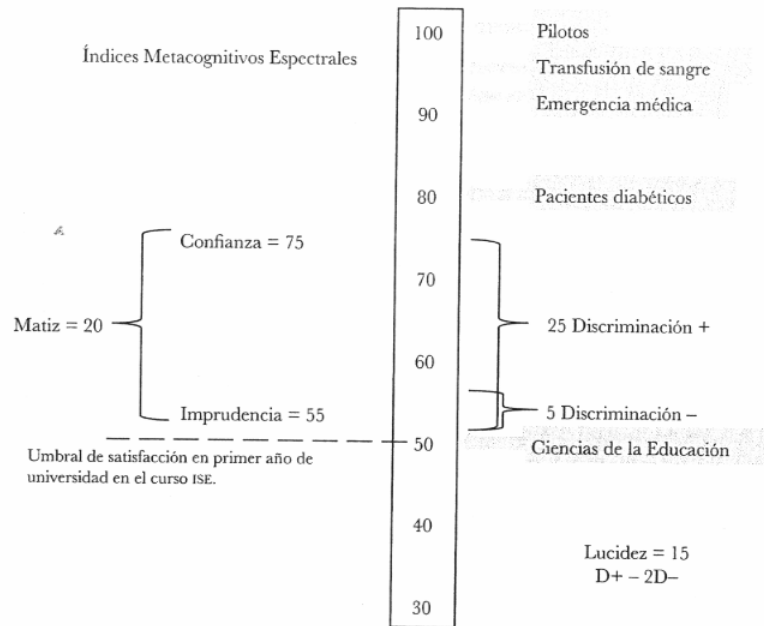 Índices Metacognitivos Espectrales
100
90
80
70
60
50
40
30
Pilotos
Transfusión de sangre
Emergencia médica
Pacientes diabéticos
Confianza = 75
Matiz = 20
Imprudencia = 55
25 Discriminación +
5 Discriminación –
Ciencias de la Educación
Umbral de satisfacción en primer año de
universidad en el curso ISE.
Lucidez = 15
D+ – 2D–